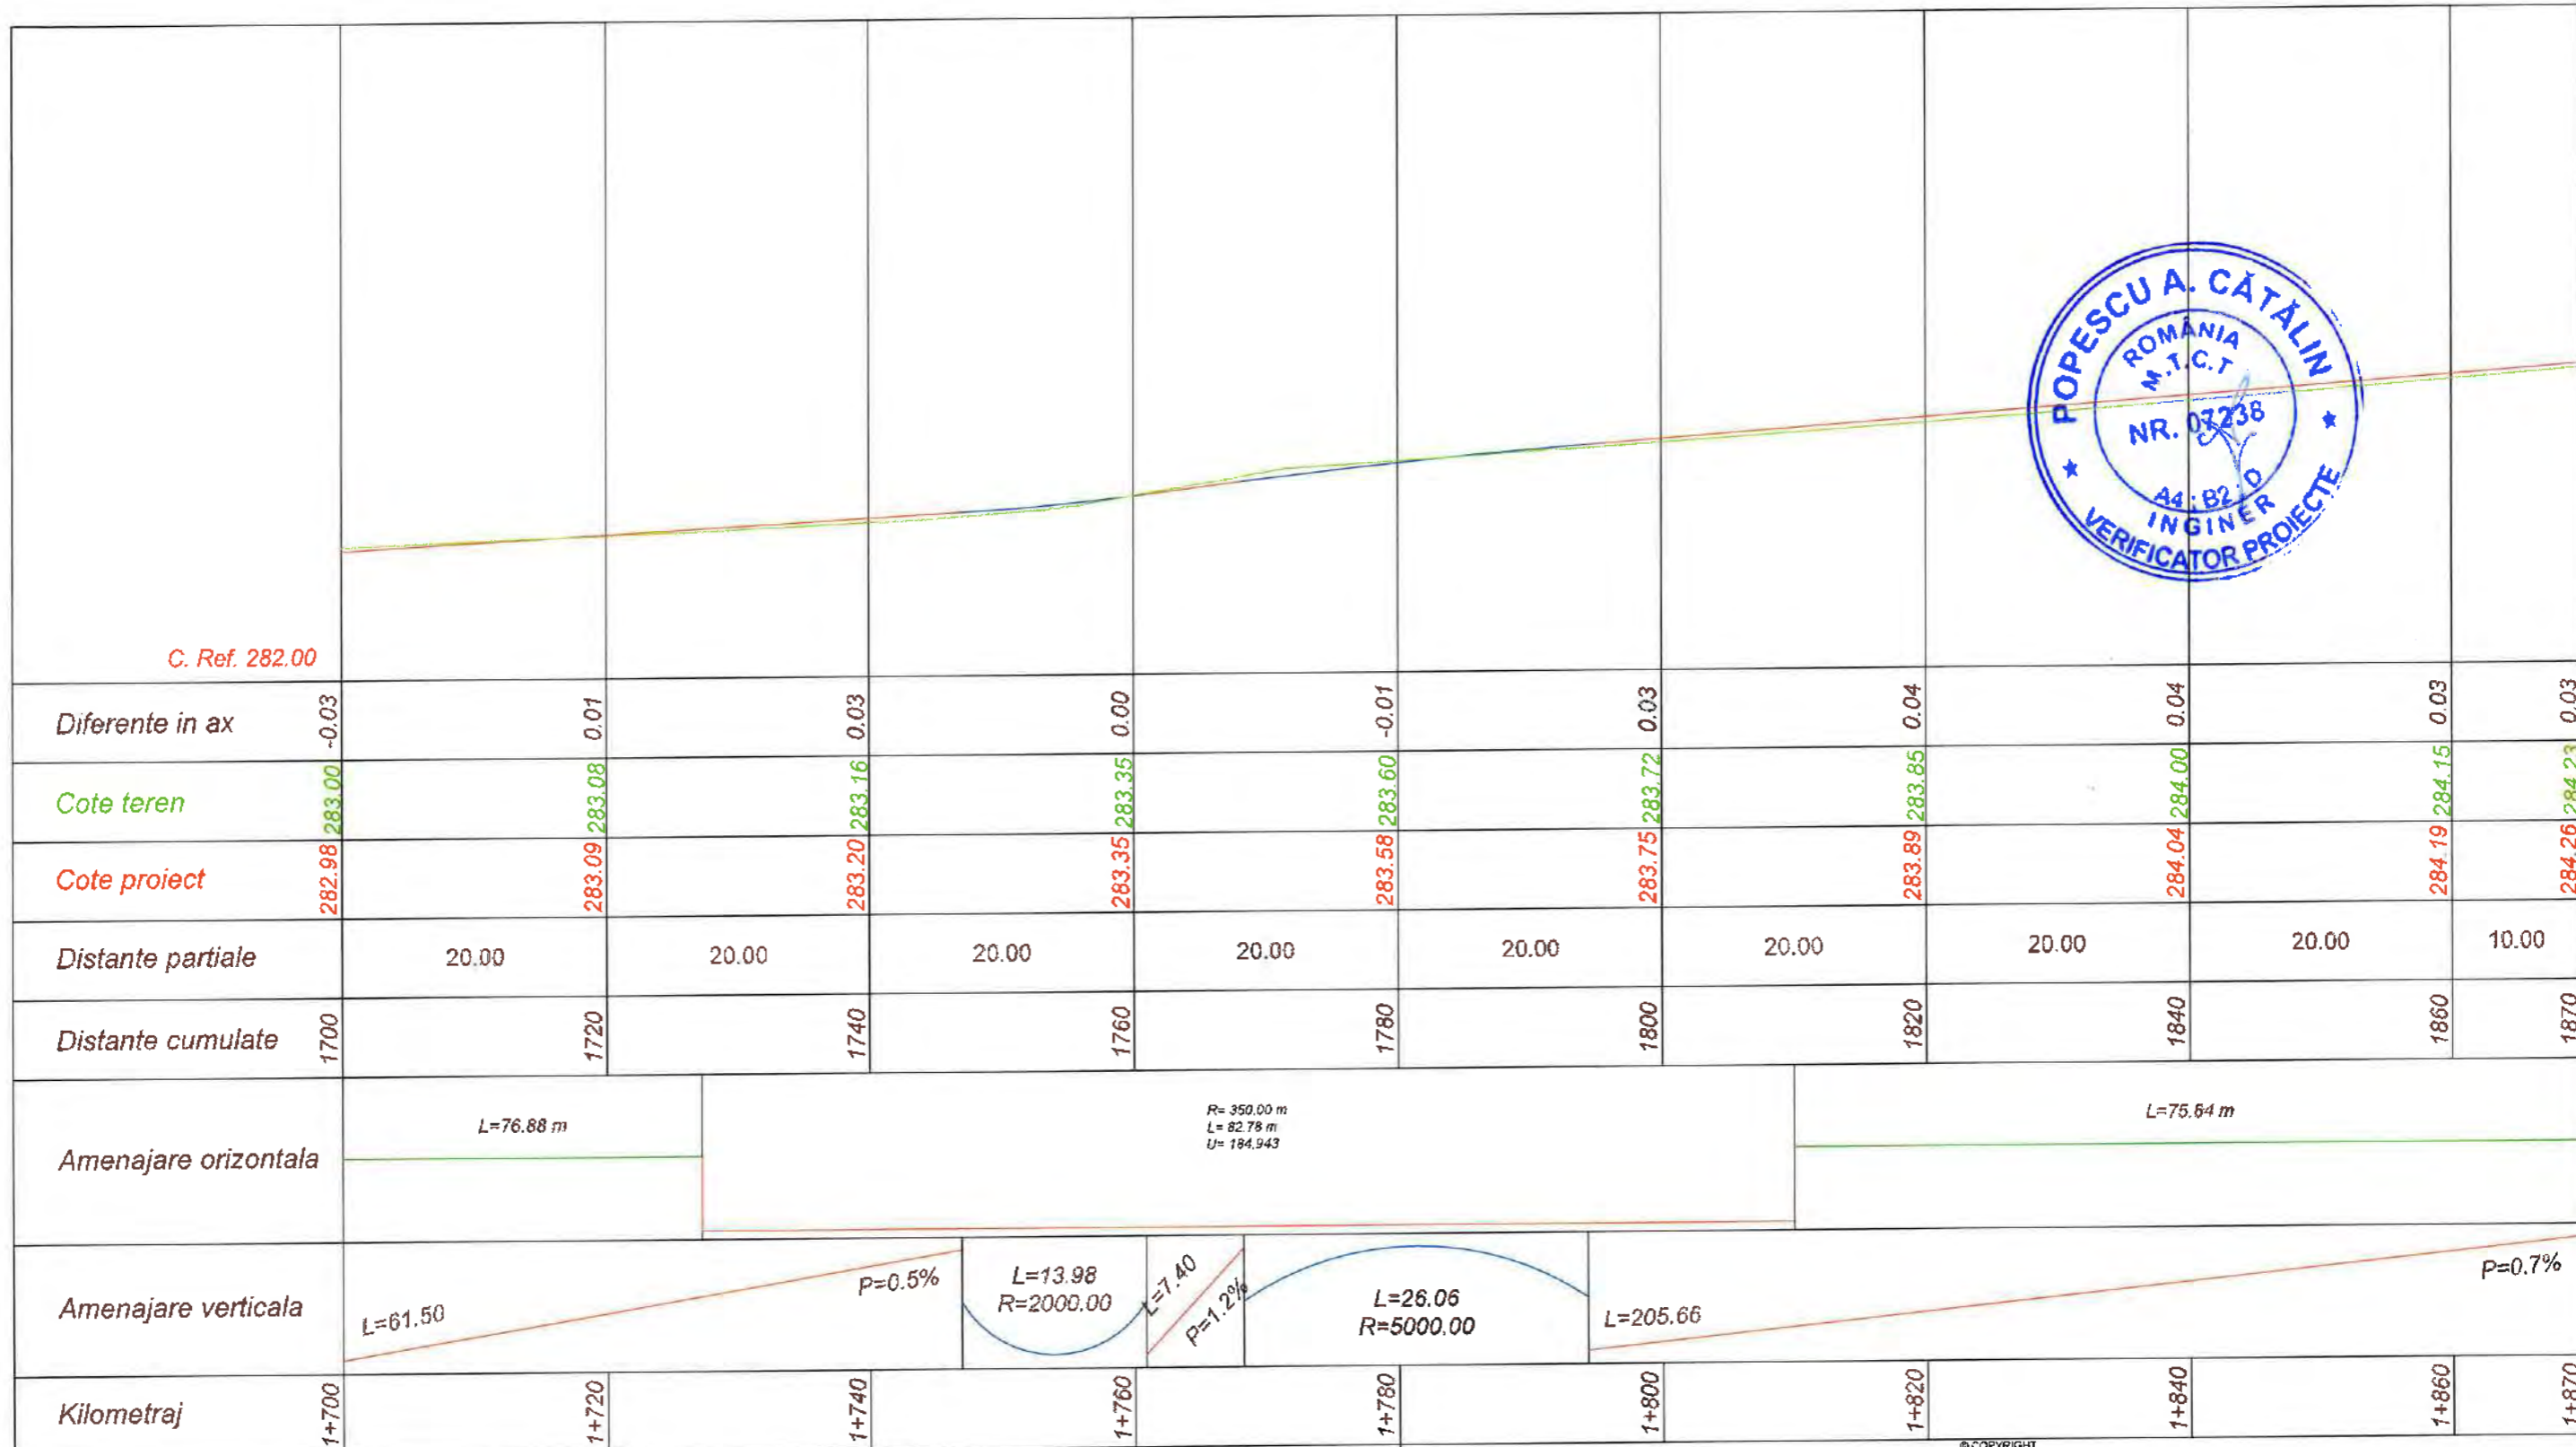 POPESCU A. CĂTĂLIN
ROMÂNIA
M.T.C.T
NR. 07238
A4; B2; D
INGINER
VERIFICATOR PROIECTE
C. Ref. 282.00
Diferente in ax -0.03 0.01 0.03 0.00 -0.01 0.03 0.04 0.04 0.03 0.03
Cote teren 283.00 283.08 283.16 283.35 283.60 283.72 283.85 284.00 284.15 284.23
Cote proiect 282.98 283.09 283.20 283.35 283.58 283.75 283.89 284.04 284.19 284.26
Distante partiale 20.00 20.00 20.00 20.00 20.00 20.00 20.00 20.00 10.00
Distante cumulate 1700 1720 1740 1760 1780 1800 1820 1840 1860 1870
Amenajare orizontala
L=76.88 m
R= 350.00 m
L= 82.78 m
U= 184.943
L=75.64 m
Amenajare verticala
L=61.50
P=0.5%
L=13.98
R=2000.00
L=7.40
P=1.2%
L=26.06
R=5000.00
L=205.66
P=0.7%
Kilometraj 1+700 1+720 1+740 1+760 1+780 1+800 1+820 1+840 1+860 1+870
© COPYRIGHT